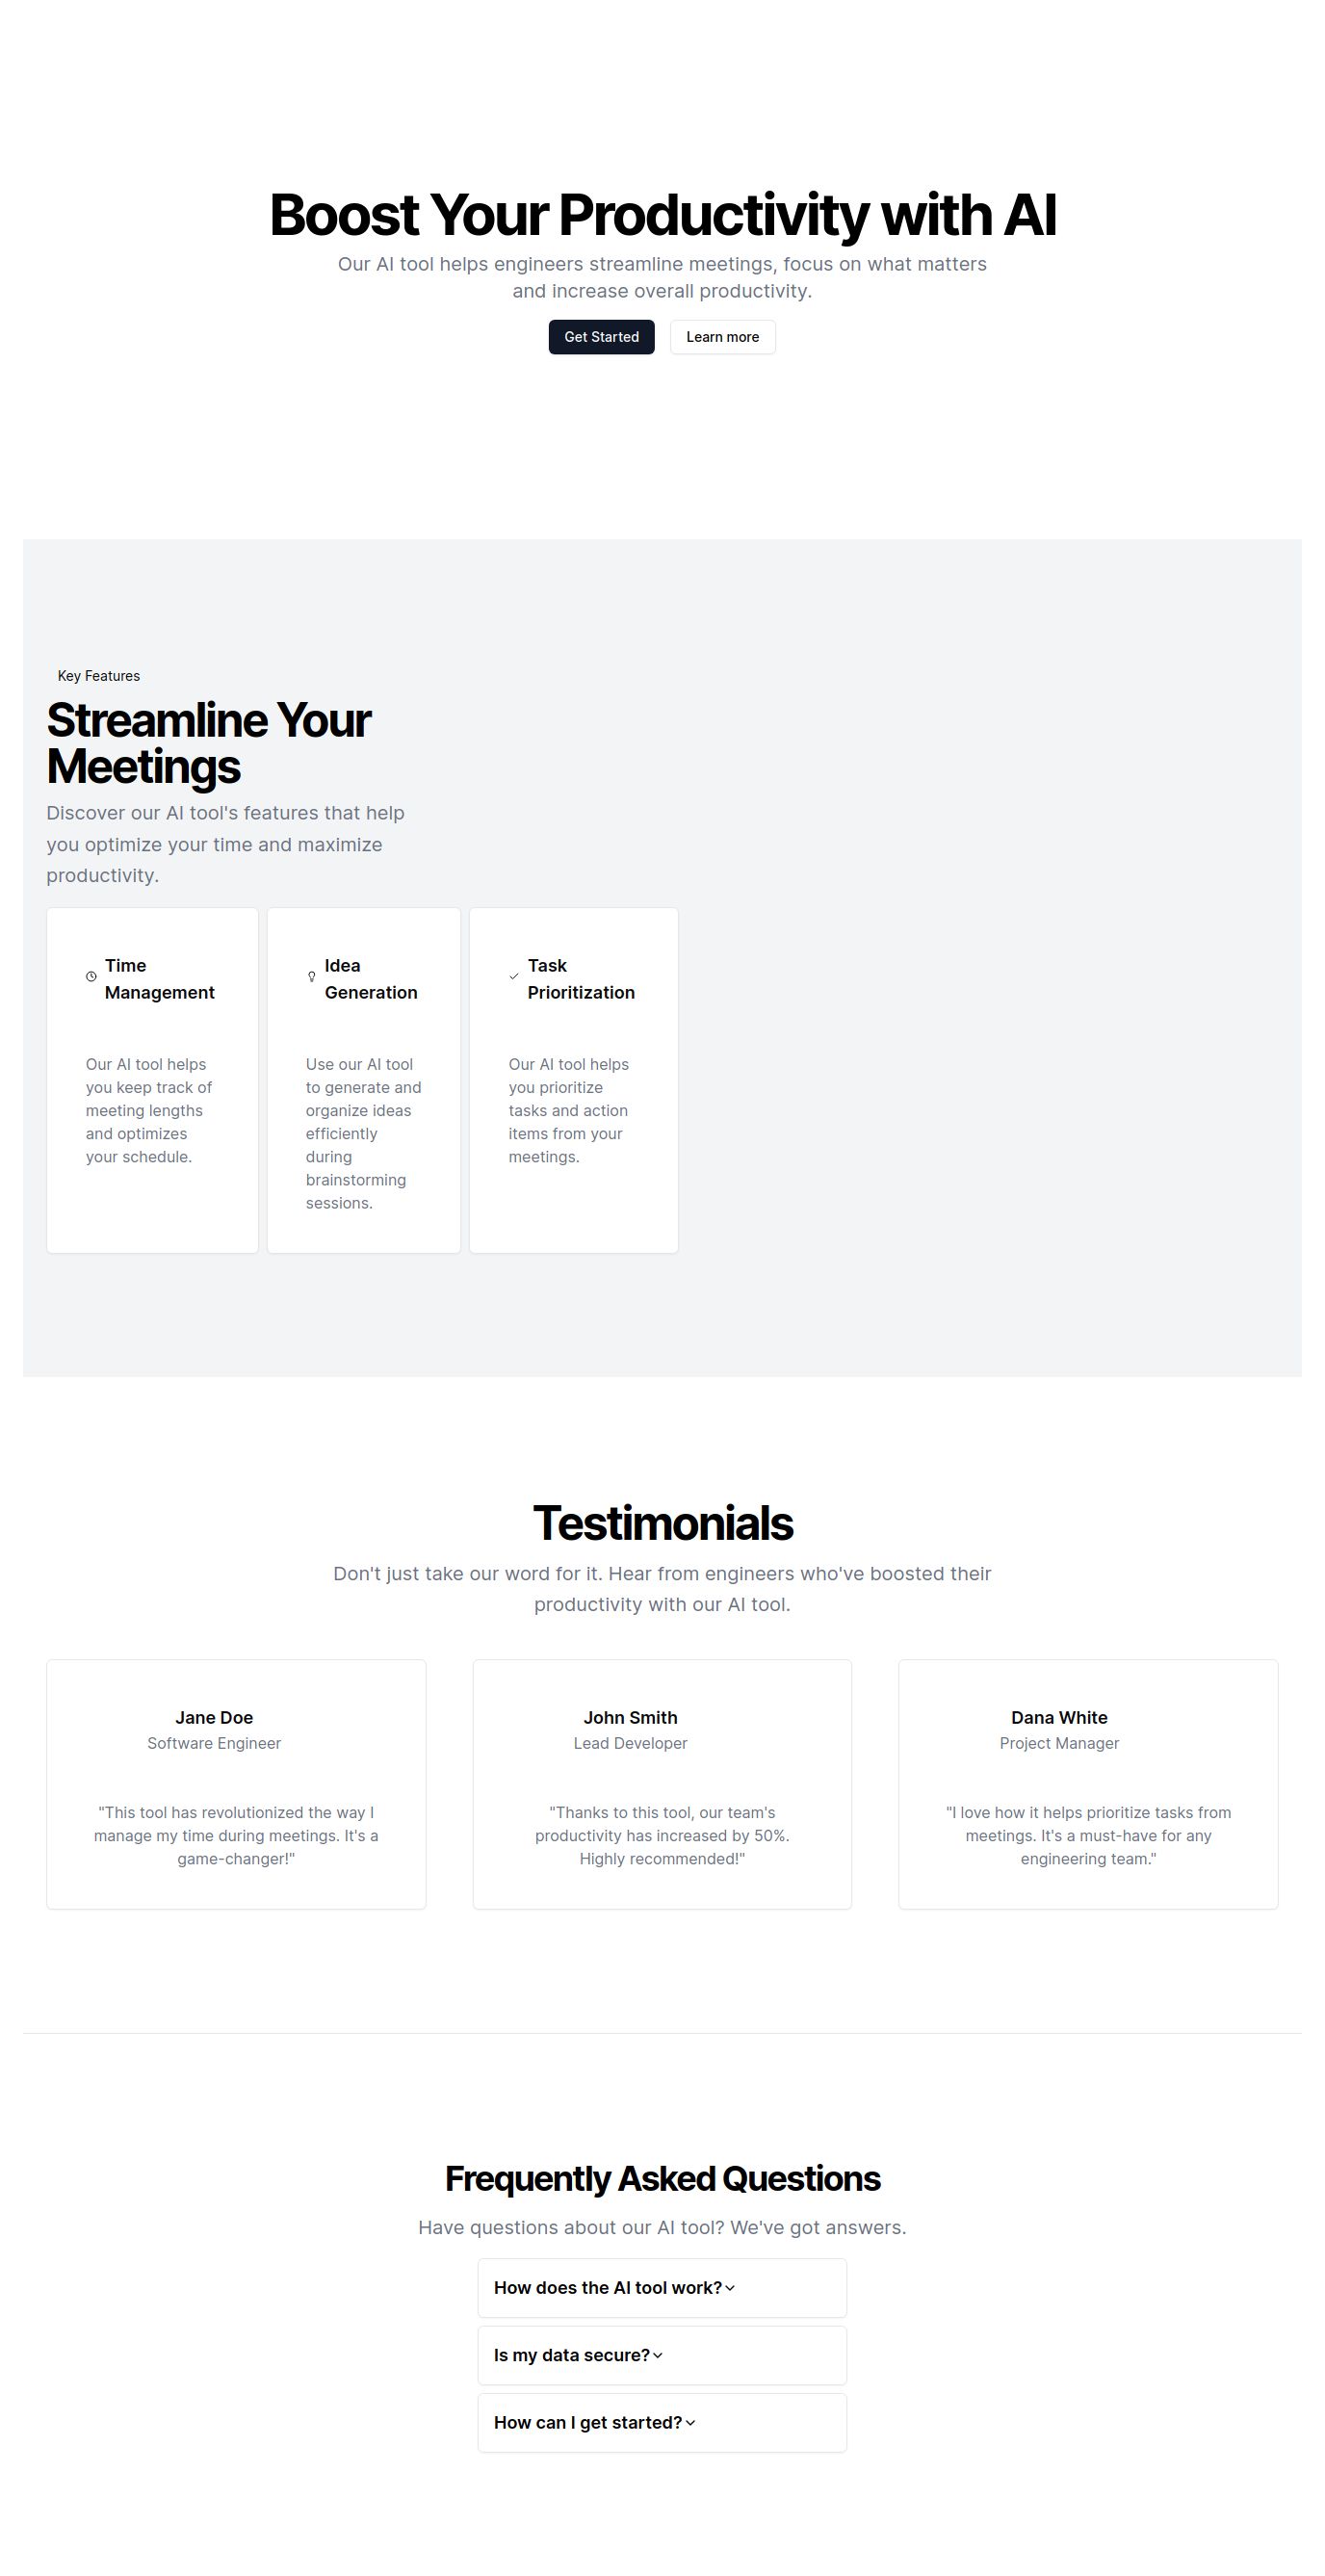 Boost Your Productivity with AI
Our AI tool helps engineers streamline meetings, focus on what matters
and increase overall productivity.
Get Started
Learn more
Key Features
Streamline Your
Meetings
Discover our AI tool's features that help
you optimize your time and maximize
productivity.
Time
Management
Our AI tool helps
you keep track of
meeting lengths
and optimizes
your schedule.
Idea
Generation
Use our AI tool
to generate and
organize ideas
efficiently
during
brainstorming
sessions.
Task
Prioritization
Our AI tool helps
you prioritize
tasks and action
items from your
meetings.
Testimonials
Don't just take our word for it. Hear from engineers who've boosted their
productivity with our AI tool.
Jane Doe
Software Engineer
"This tool has revolutionized the way I
manage my time during meetings. It's a
game-changer!"
John Smith
Lead Developer
"Thanks to this tool, our team's
productivity has increased by 50%.
Highly recommended!"
Dana White
Project Manager
"I love how it helps prioritize tasks from
meetings. It's a must-have for any
engineering team."
Frequently Asked Questions
Have questions about our AI tool? We've got answers.
How does the AI tool work?
Is my data secure?
How can I get started?